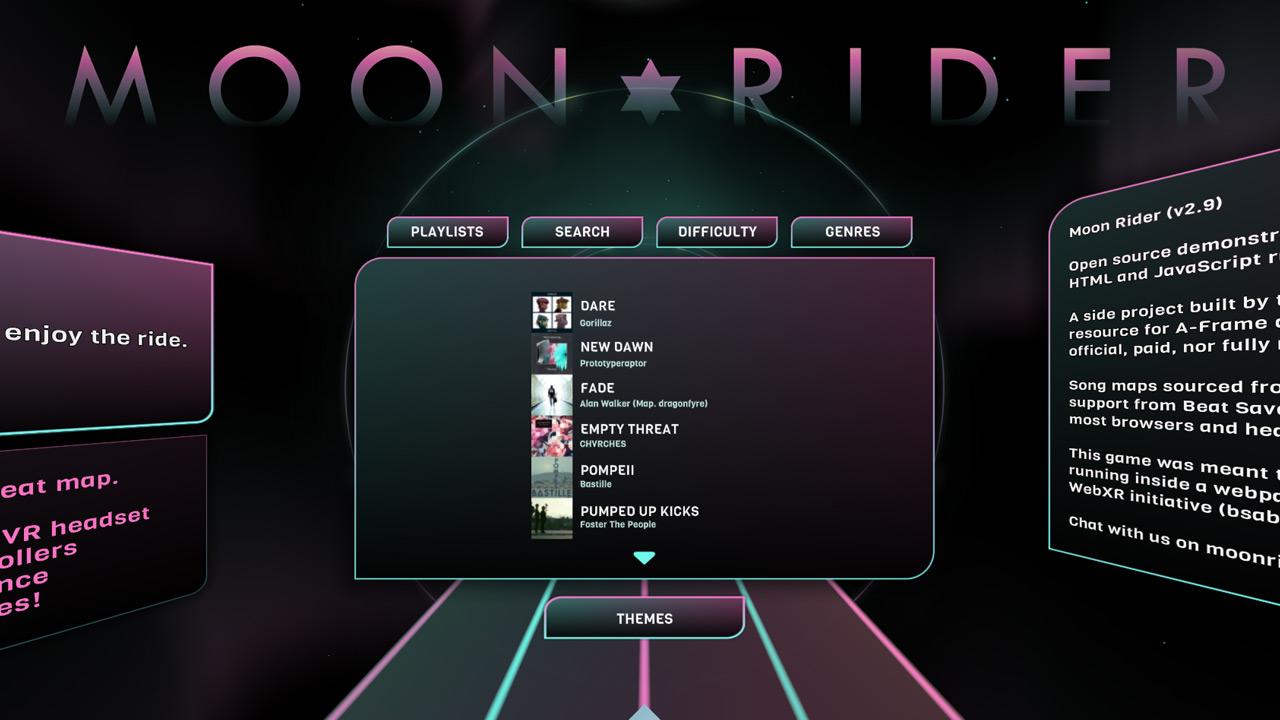 MOON RIDER
PLAYLISTS
SEARCH
DIFFICULTY
GENRES
enjoy the ride.
eat map.
VR headset
ollers
nce
es!
DARE
Gorillaz
NEW DAWN
Prototyperaptor
FADE
Alan Walker (Map. dragonfyre)
EMPTY THREAT
CHVRCHES
POMPEII
Bastille
BASTILLE
PUMPED UP KICKS
Foster The People
THEMES
Moon Rider (v2.9)
Open source demonstr
HTML and JavaScript r
A side project built by
resource for A-Frame
official, paid, nor fully
Song maps sourced fro
support from Beat Sav
most browsers and hea
This game was meant
running inside a webpa
WebXR initiative (bsab
Chat with us on moonri